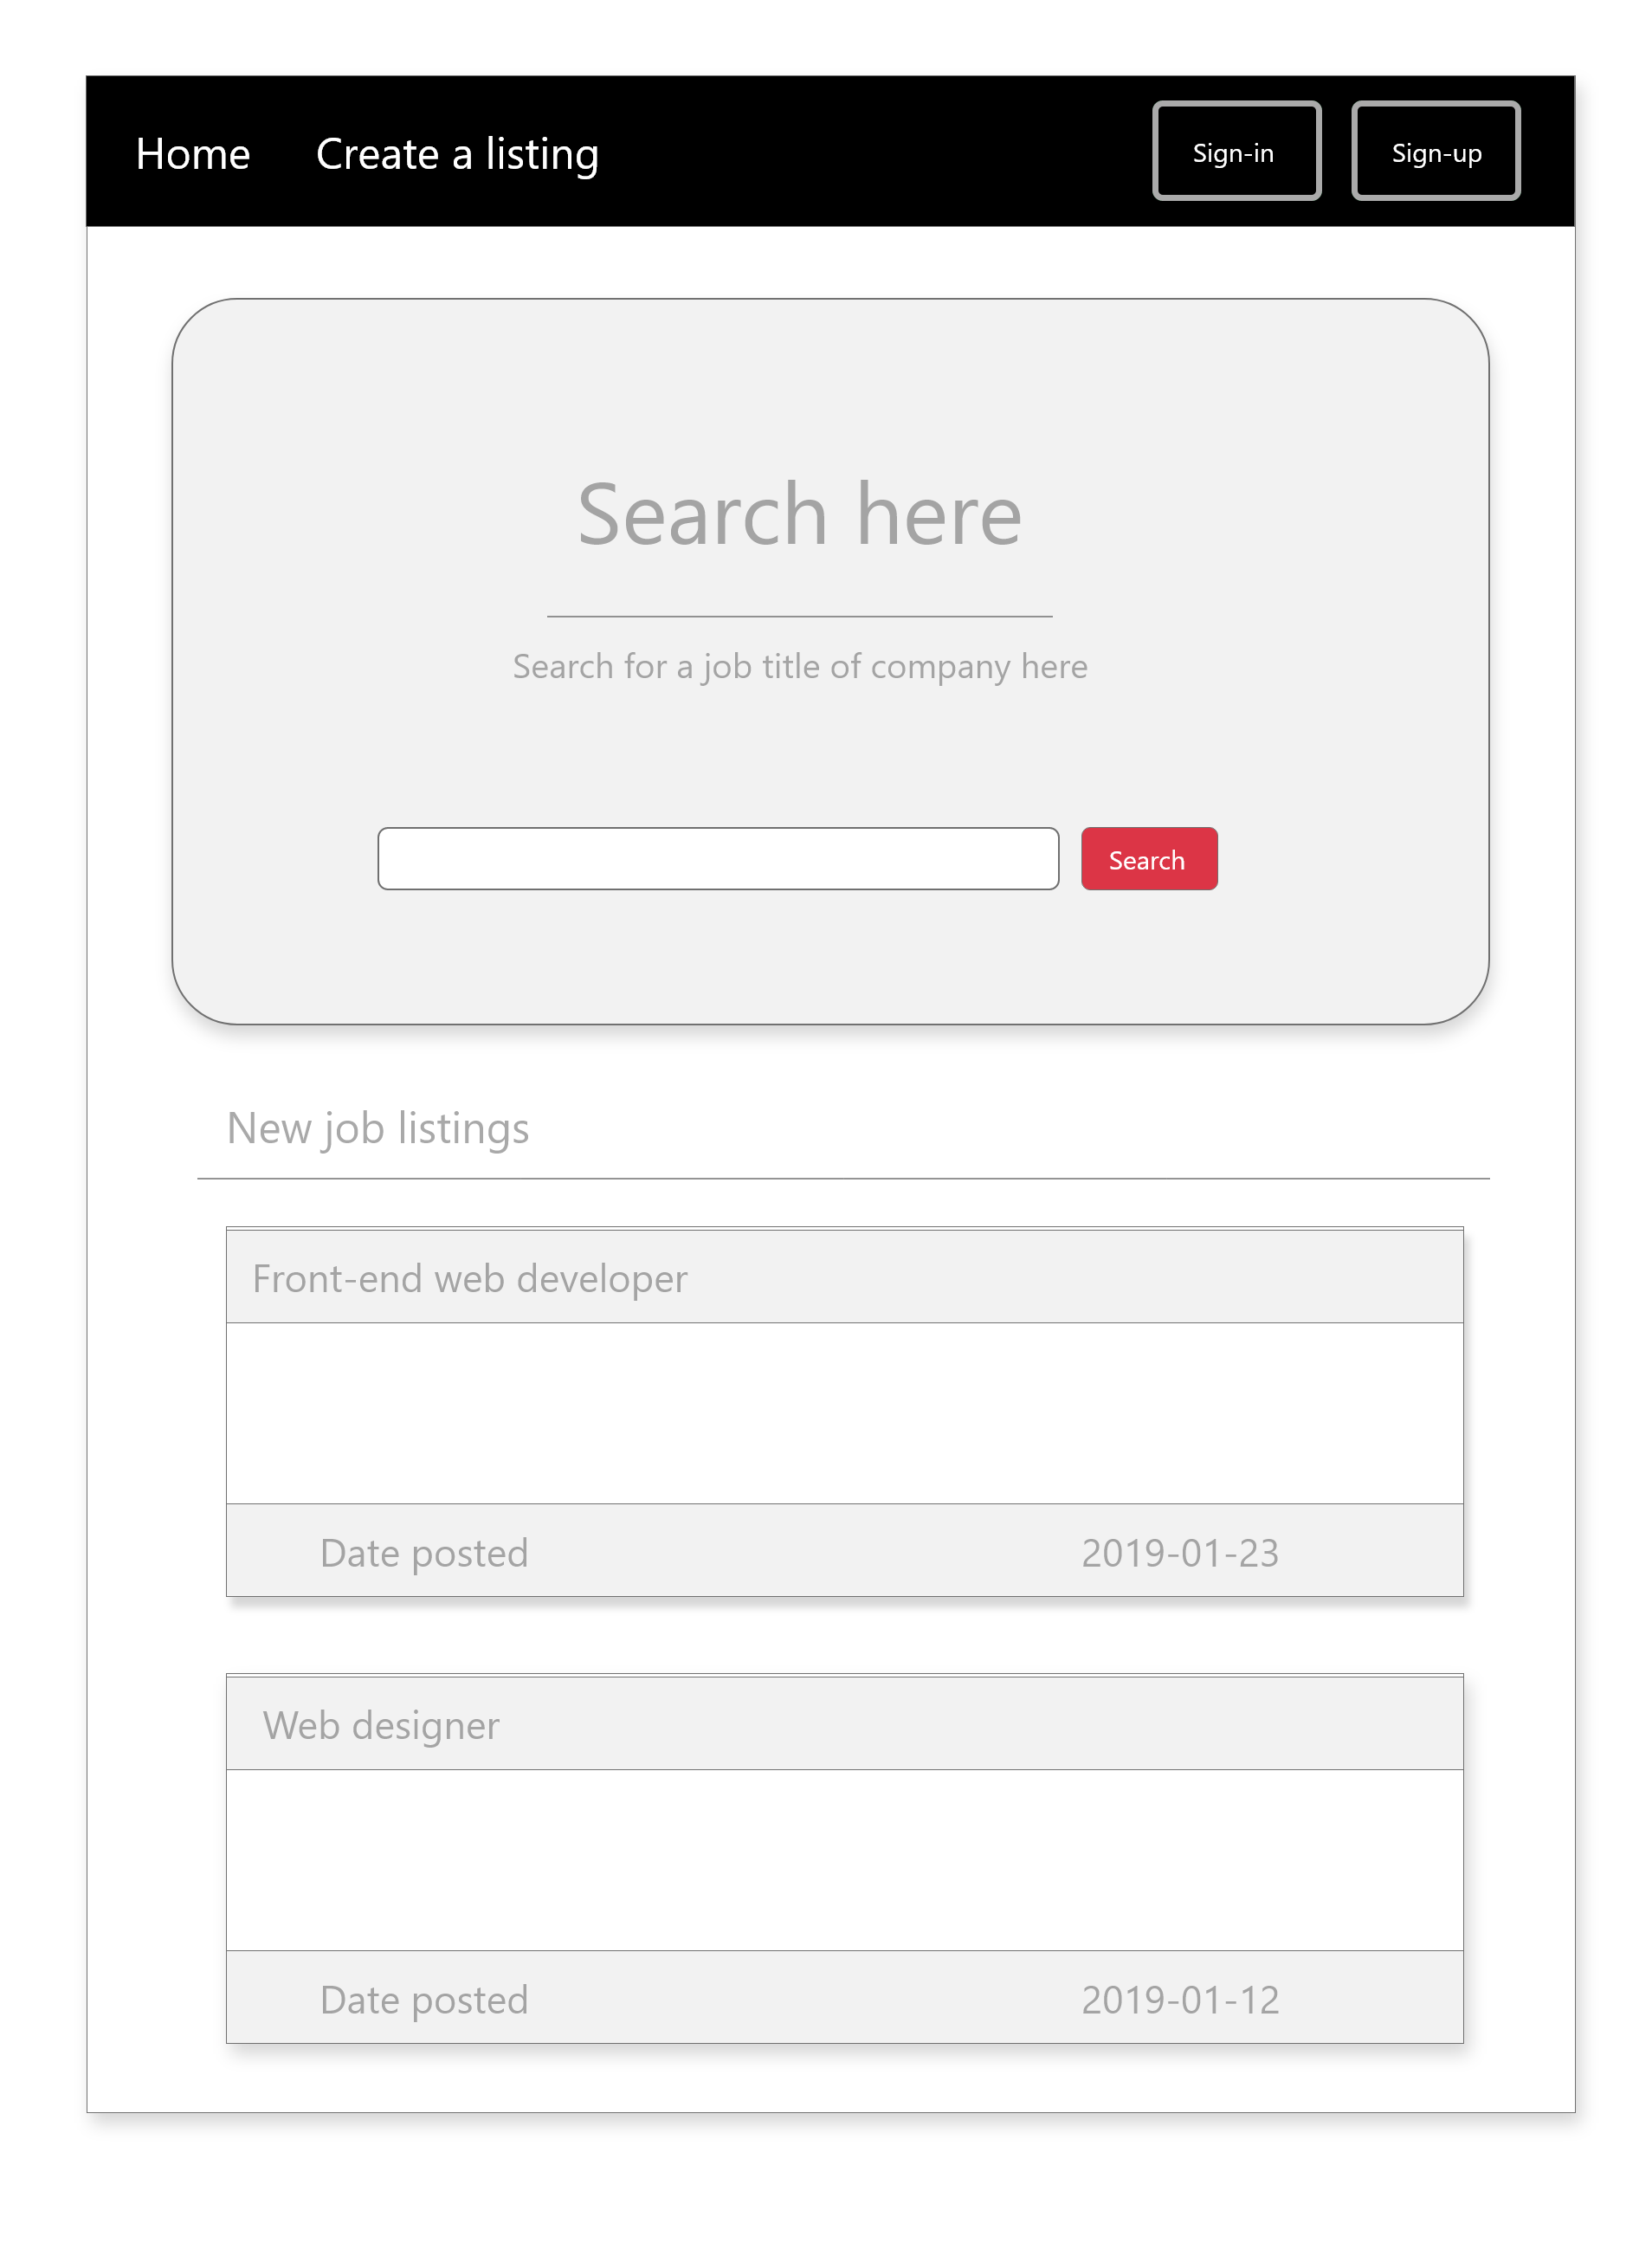 Home Create a listing Sign-in Sign-up
Search here
Search for a job title of company here
Search
New job listings
Front-end web developer
Date posted 2019-01-23
Web designer
Date posted 2019-01-12